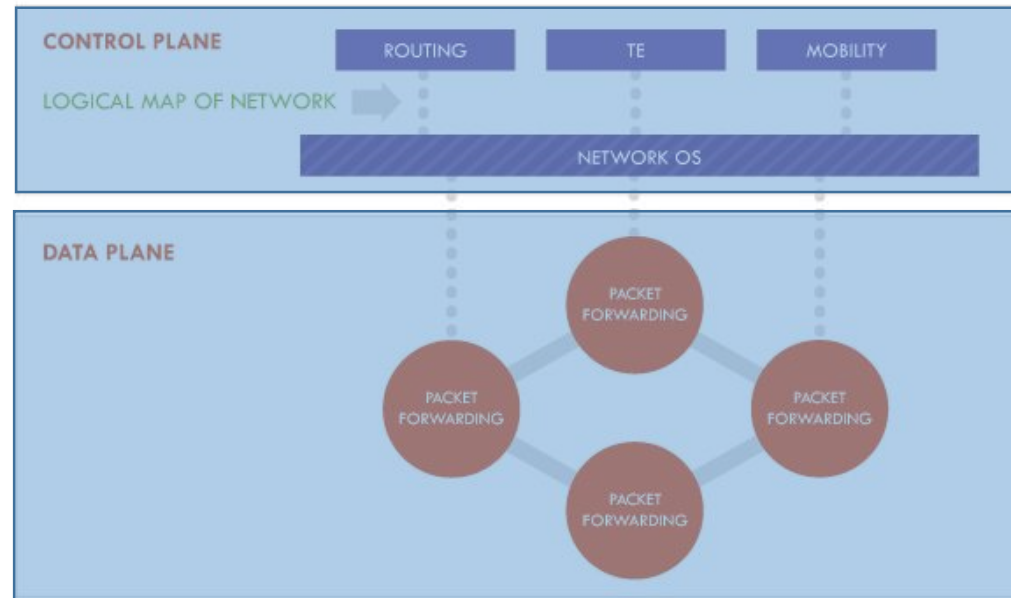 CONTROL PLANE
ROUTING
TE
MOBILITY
LOGICAL MAP OF NETWORK
NETWORK OS
DATA PLANE
PACKET
FORWARDING
PACKET
FORWARDING
PACKET
FORWARDING
PACKET
FORWARDING